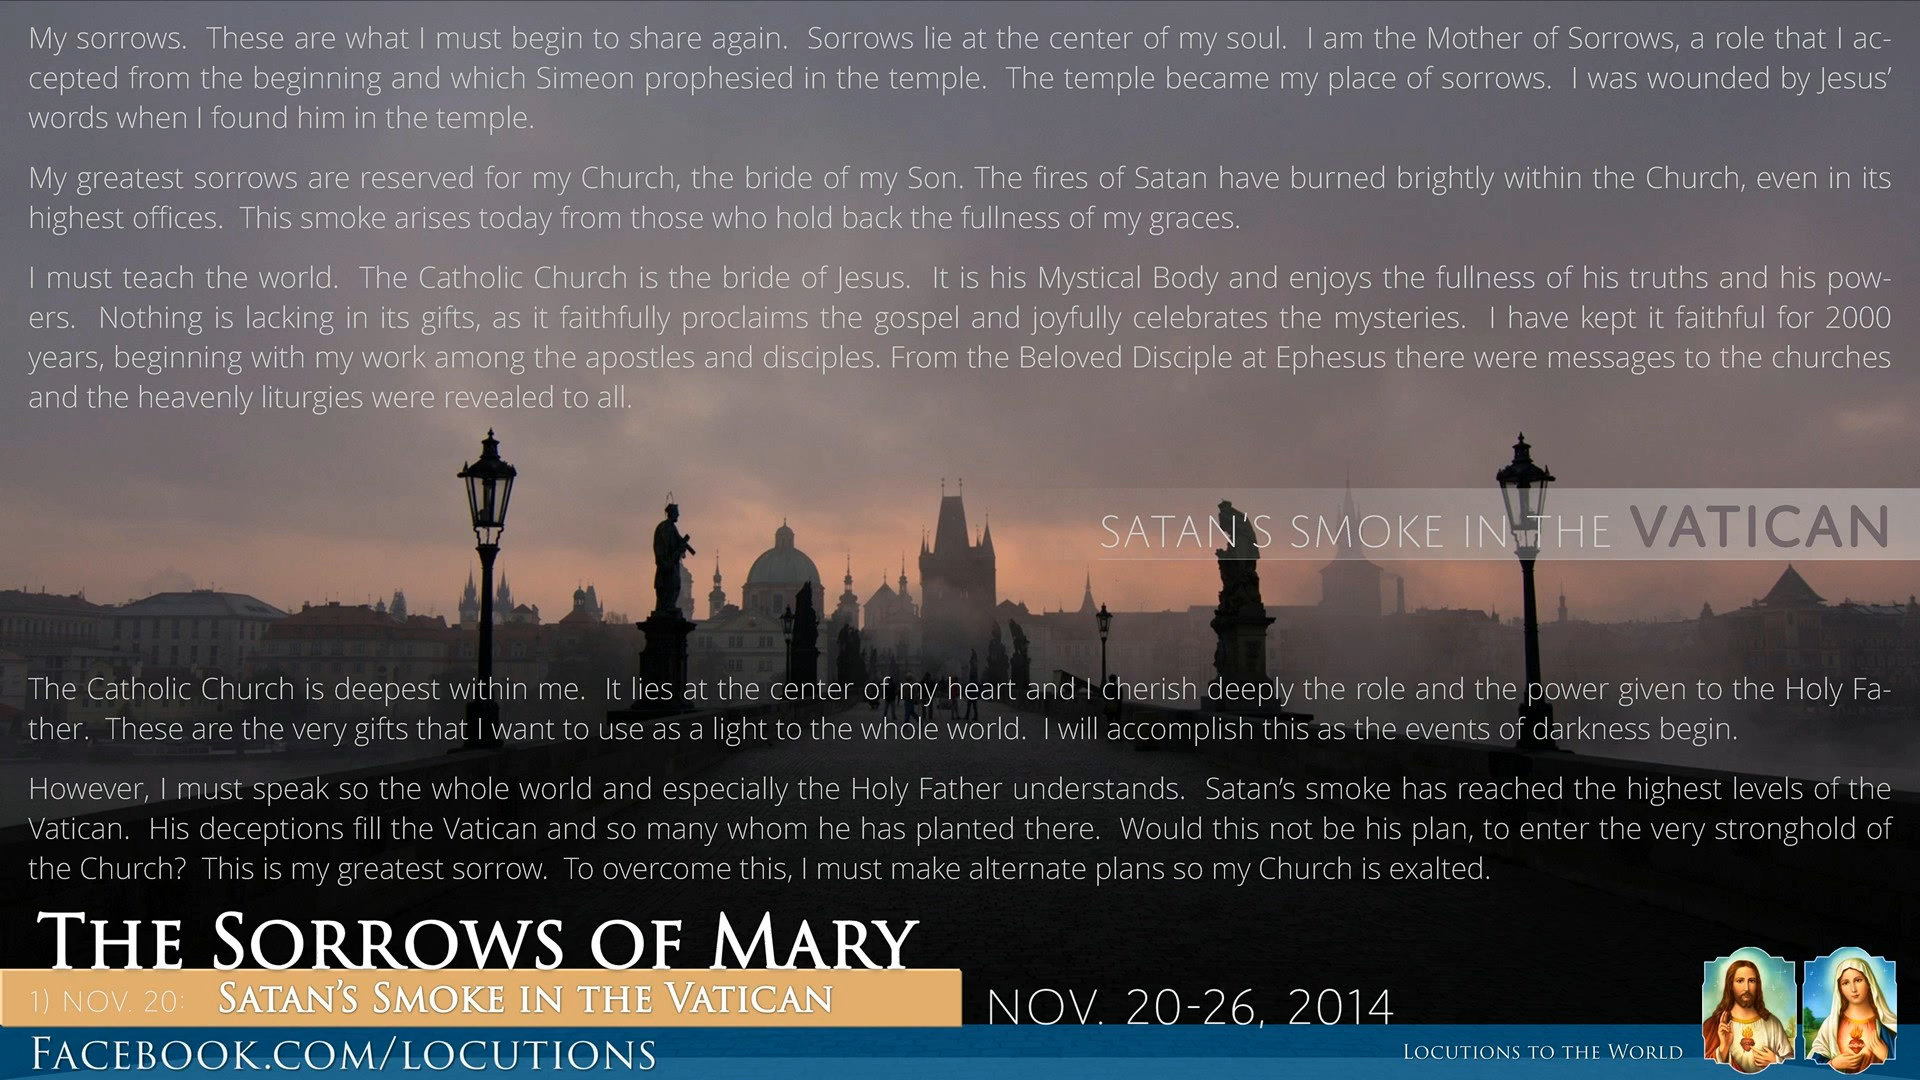 My sorrows.  These are what I must begin to share again.  Sorrows lie at the center of my soul.  I am the Mother of Sorrows, a role that I ac-
cepted from the beginning and which Simeon prophesied in the temple.  The temple became my place of sorrows.  I was wounded by Jesus’
words when I found him in the temple.
My greatest sorrows are reserved for my Church, the bride of my Son. The fires of Satan have burned brightly within the Church, even in its
highest offices.  This smoke arises today from those who hold back the fullness of my graces.
I must teach the world.  The Catholic Church is the bride of Jesus.  It is his Mystical Body and enjoys the fullness of his truths and his pow-
ers.  Nothing is lacking in its gifts, as it faithfully proclaims the gospel and joyfully celebrates the mysteries.  I have kept it faithful for 2000
years, beginning with my work among the apostles and disciples. From the Beloved Disciple at Ephesus there were messages to the churches
and the heavenly liturgies were revealed to all.
SATAN'S SMOKE IN THE VATICAN
The Catholic Church is deepest within me.  It lies at the center of my heart and I cherish deeply the role and the power given to the Holy Fa-
ther.  These are the very gifts that I want to use as a light to the whole world.  I will accomplish this as the events of darkness begin.
However, I must speak so the whole world and especially the Holy Father understands.  Satan’s smoke has reached the highest levels of the
Vatican.  His deceptions fill the Vatican and so many whom he has planted there.  Would this not be his plan, to enter the very stronghold of
the Church?  This is my greatest sorrow.  To overcome this, I must make alternate plans so my Church is exalted.
THE SORROWS OF MARY
1) NOV. 20: SATAN’S SMOKE IN THE VATICAN
NOV. 20-26, 2014
FACEBOOK.COM/LOCUTIONS
LOCUTIONS TO THE WORLD